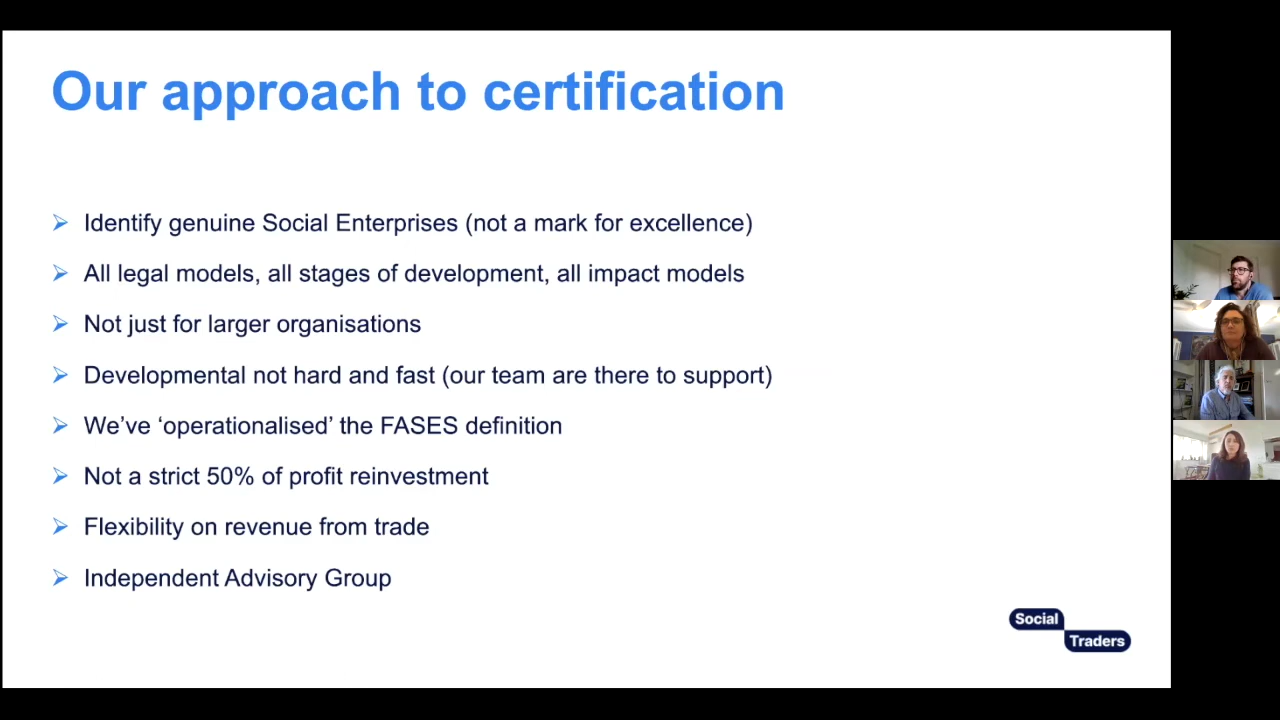 Our approach to certification
Identify genuine Social Enterprises (not a mark for excellence)
All legal models, all stages of development, all impact models
Not just for larger organisations
Developmental not hard and fast (our team are there to support)
We’ve ‘operationalised’ the FASES definition
Not a strict 50% of profit reinvestment
Flexibility on revenue from trade
Independent Advisory Group
Social
Traders